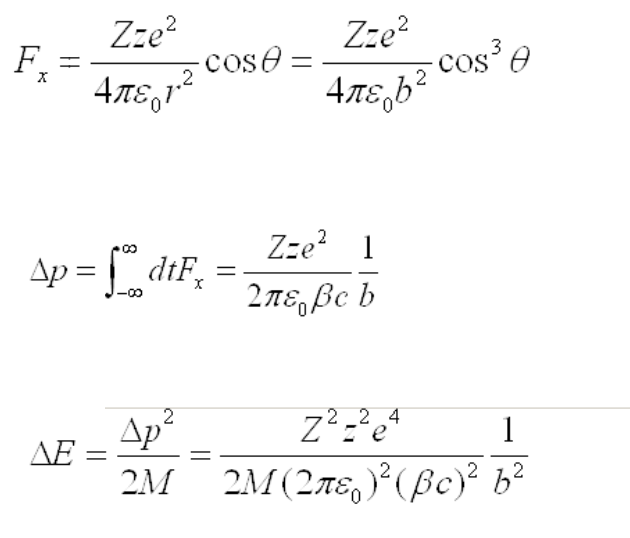 F_x = \frac{Zze^2}{4\pi\varepsilon_0 r^2} \cos\theta = \frac{Zze^2}{4\pi\varepsilon_0 b^2} \cos^3\theta
\Delta p = \int_{-\infty}^{\infty} dt F_x = \frac{Zze^2}{2\pi\varepsilon_0 \beta c} \frac{1}{b}
\Delta E = \frac{\Delta p^2}{2M} = \frac{Z^2 z^2 e^4}{2M(2\pi\varepsilon_0)^2(\beta c)^2} \frac{1}{b^2}